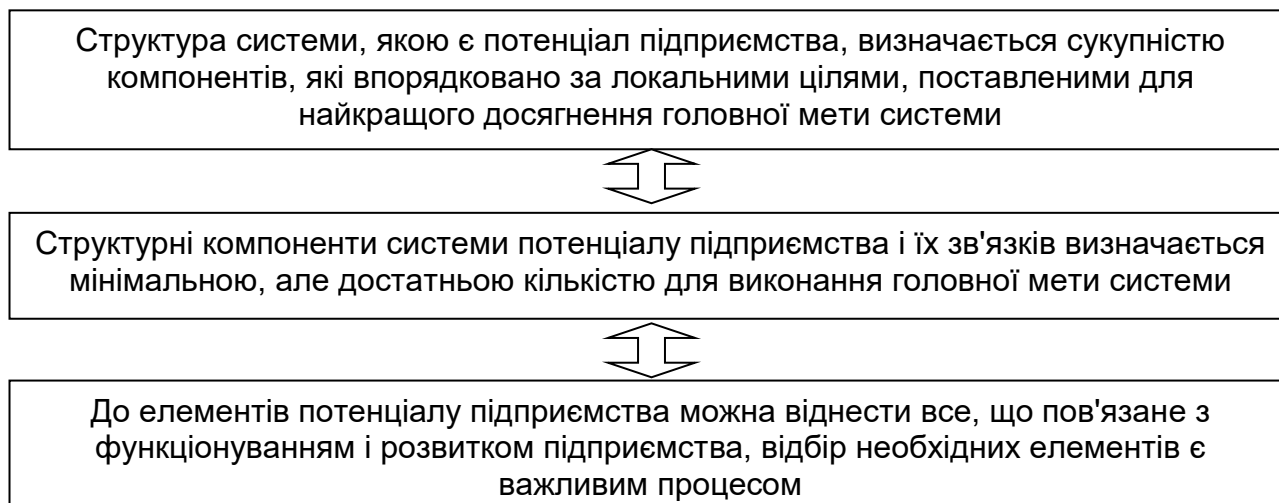 Структура системи, якою є потенціал підприємства, визначається сукупністю
компонентів, які впорядковано за локальними цілями, поставленими для
найкращого досягнення головної мети системи
Структурні компоненти системи потенціалу підприємства і їх зв'язків визначається
мінімальною, але достатньою кількістю для виконання головної мети системи
До елементів потенціалу підприємства можна віднести все, що пов'язане з
функціонуванням і розвитком підприємства, відбір необхідних елементів є
важливим процесом